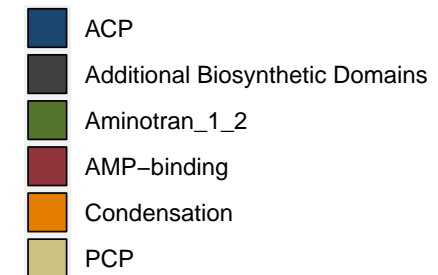 ACP
Additional Biosynthetic Domains
Aminotran_1_2
AMP−binding
Condensation
PCP